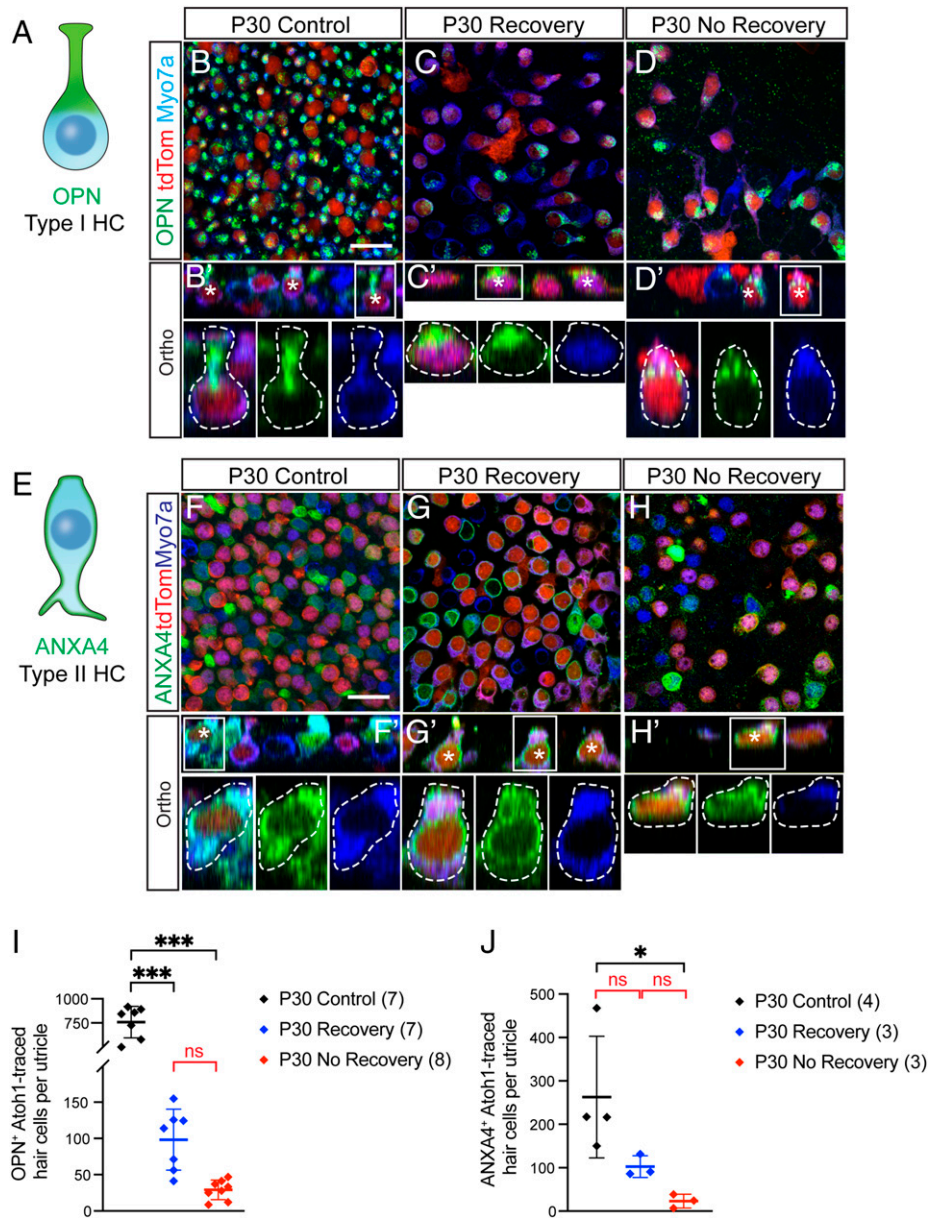 A
OPN
Type I HC
P30 Control
P30 Recovery
P30 No Recovery
OPN tdTom Myo7a
B
C
D
Ortho
B'
*
*
*
C'
*
*
D'
*
*
E
ANXA4
Type II HC
P30 Control
P30 Recovery
P30 No Recovery
ANXA4tdTomMyo7a
F
G
H
Ortho
*
F'
G'
*
*
*
H'
*
I
OPN⁺ Atoh1-traced
hair cells per utricle
1000
750
150
100
50
0
***
***
ns
P30 Control (7)
P30 Recovery (7)
P30 No Recovery (8)
J
ANXA4⁺ Atoh1-traced
hair cells per utricle
500
400
300
200
100
0
*
ns
ns
P30 Control (4)
P30 Recovery (3)
P30 No Recovery (3)